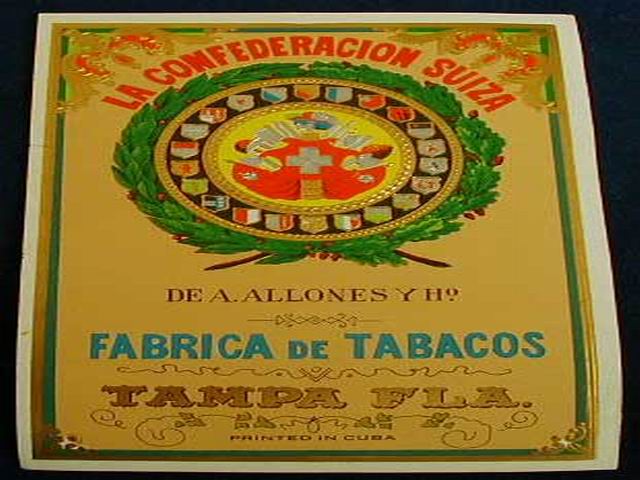 LA CONFEDERACION SUIZA
DE A. ALLONES Y Hº
FABRICA DE TABACOS
TAMPA FLA.
PRINTED IN CUBA